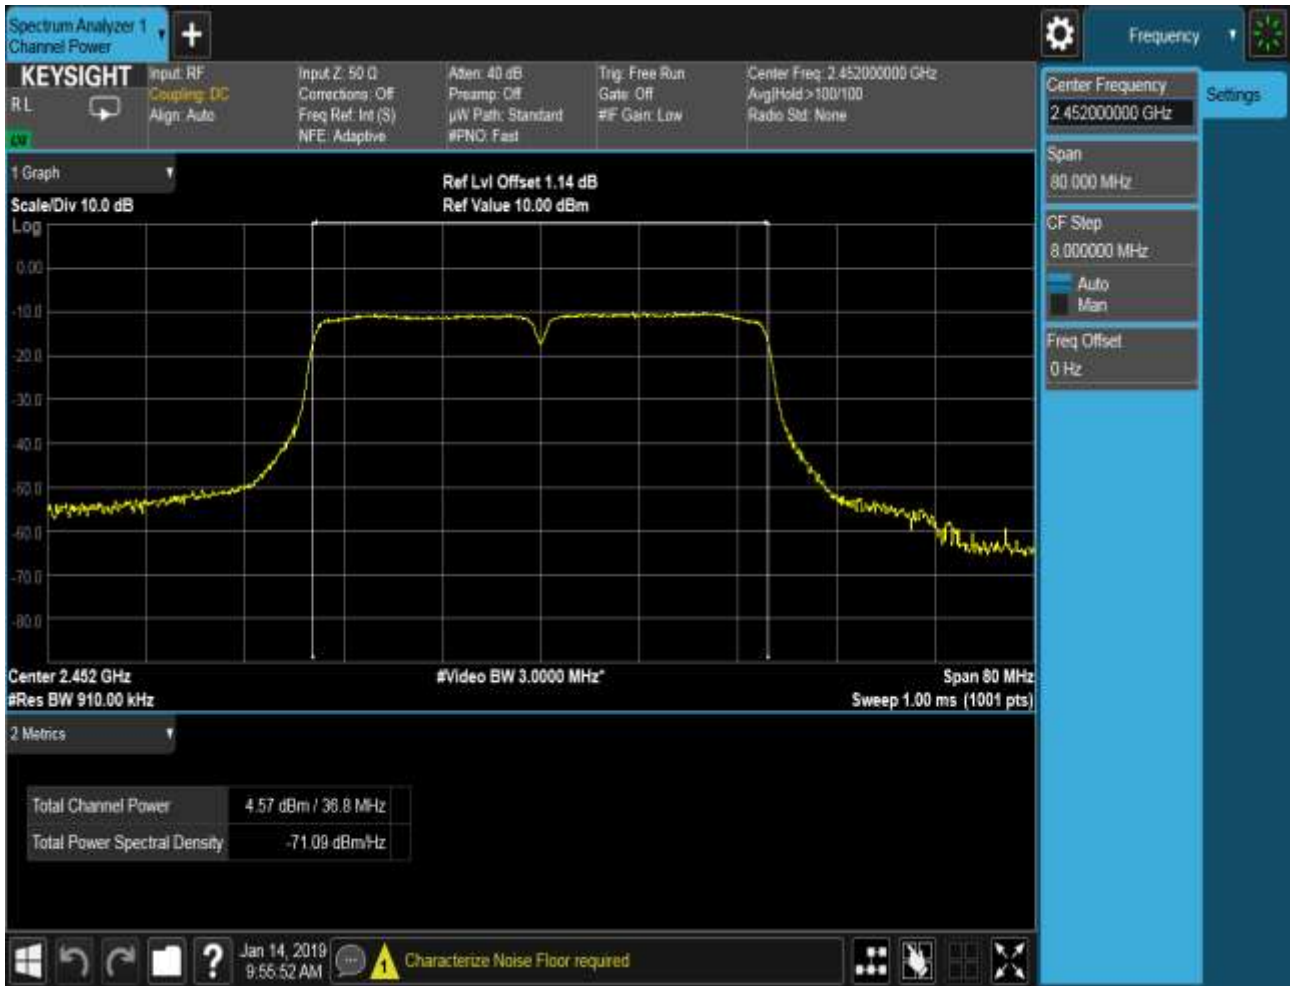 Spectrum Analyzer 1
Channel Power
Frequency
KEYSIGHT
R L
Input: RF
Coupling: DC
Align: Auto
Input Z: 50 Ω
Corrections: Off
Freq Ref: Int (S)
NFE: Adaptive
Atten: 40 dB
Preamp: Off
µW Path: Standard
#PNO: Fast
Trig: Free Run
Gate: Off
#IF Gain: Low
Center Freq: 2.452000000 GHz
Avg|Hold >100/100
Radio Std: None
Center Frequency
2.452000000 GHz
Settings
Span
80.000 MHz
CF Step
8.000000 MHz
Auto
Man
Freq Offset
0 Hz
1 Graph
Scale/Div 10.0 dB
Ref Lvl Offset 1.14 dB
Ref Value 10.00 dBm
Log
0.00
-10.0
-20.0
-30.0
-40.0
-50.0
-60.0
-70.0
-80.0
Center 2.452 GHz
#Video BW 3.0000 MHz*
Span 80 MHz
#Res BW 910.00 kHz
Sweep 1.00 ms (1001 pts)
2 Metrics
Total Channel Power 4.57 dBm / 36.8 MHz
Total Power Spectral Density -71.09 dBm/Hz
?
Jan 14, 2019
9:55:52 AM
1
Characterize Noise Floor required